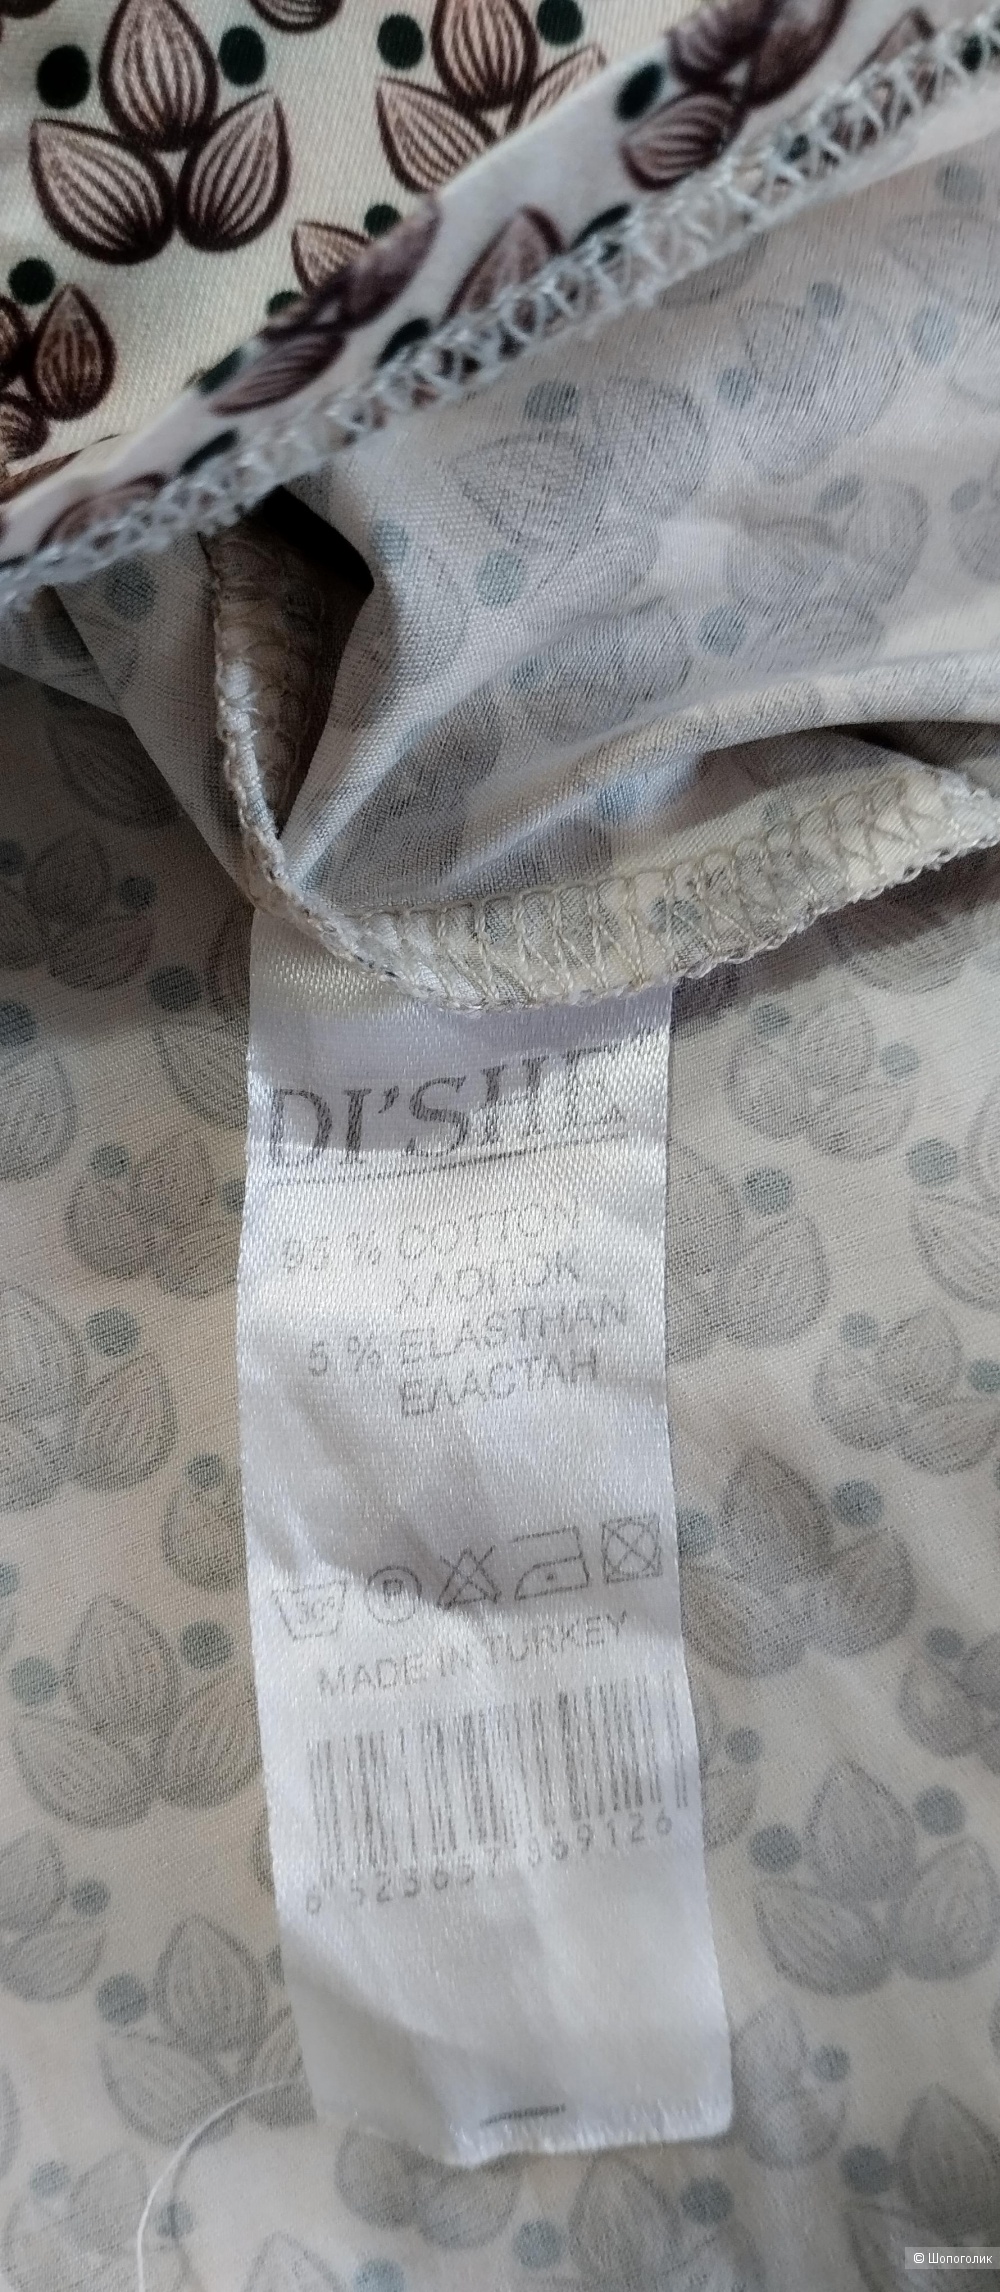 DI'SHE
95 % COTTON
ХЛОПОК
5 % ELASTHAN
ЕЛАСТАН
30°
P
MADE IN TURKEY
© Шопоголик